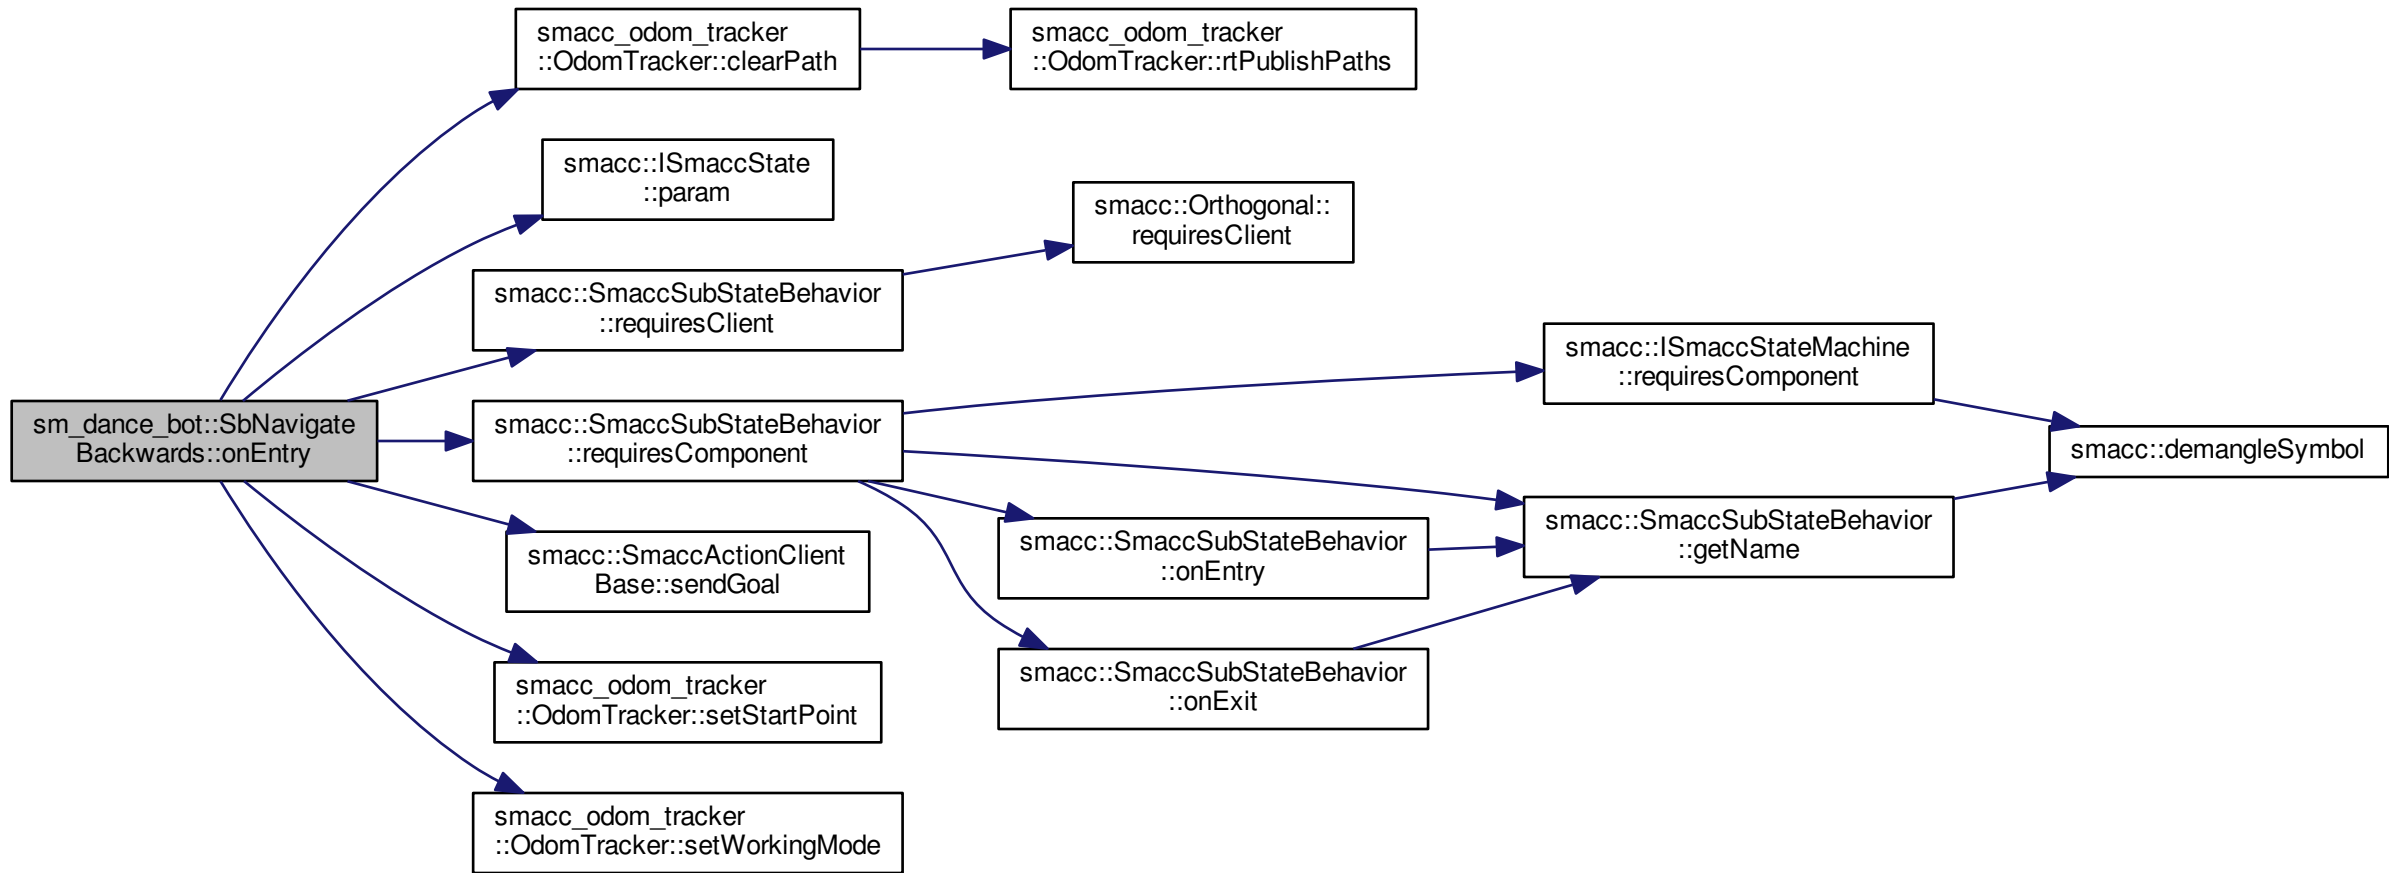 smacc_odom_tracker
::OdomTracker::clearPath
smacc_odom_tracker
::OdomTracker::rtPublishPaths
smacc::ISmaccState
::param
smacc::Orthogonal::
requiresClient
smacc::SmaccSubStateBehavior
::requiresClient
smacc::ISmaccStateMachine
::requiresComponent
sm_dance_bot::SbNavigate
Backwards::onEntry
smacc::SmaccSubStateBehavior
::requiresComponent
smacc::demangleSymbol
smacc::SmaccSubStateBehavior
::getName
smacc::SmaccSubStateBehavior
::onEntry
smacc::SmaccActionClient
Base::sendGoal
smacc::SmaccSubStateBehavior
::onExit
smacc_odom_tracker
::OdomTracker::setStartPoint
smacc_odom_tracker
::OdomTracker::setWorkingMode